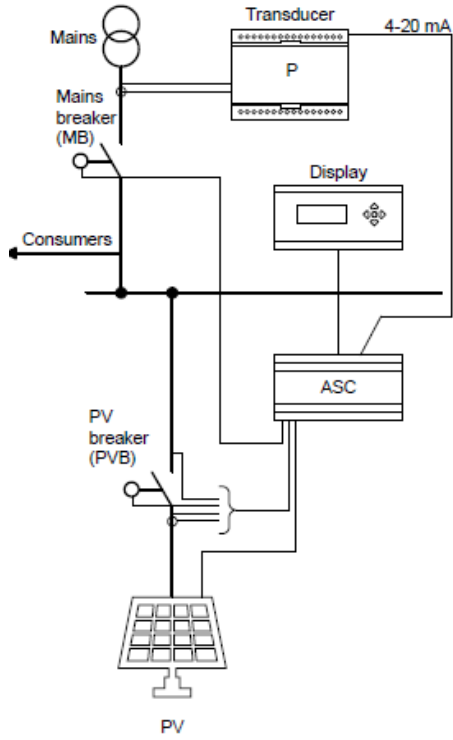 Transducer
4-20 mA
Mains
P
Mains
breaker
(MB)
Display
Consumers
ASC
PV
breaker
(PVB)
PV